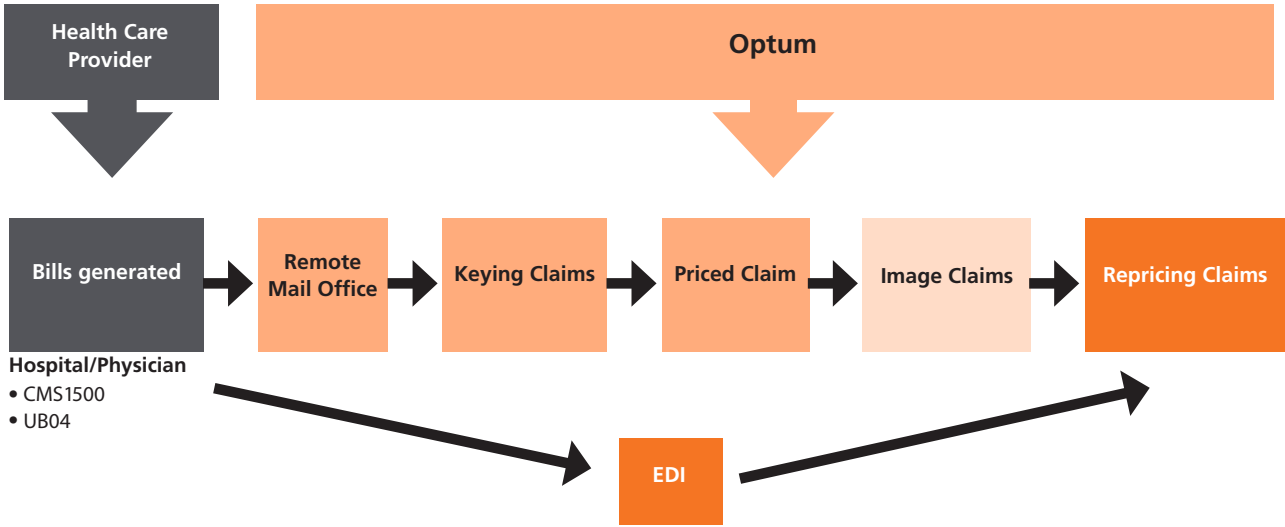 Health Care
Provider
Optum
Bills generated
Remote
Mail Office
Keying Claims
Priced Claim
Image Claims
Repricing Claims
Hospital/Physician
• CMS1500
• UB04
EDI